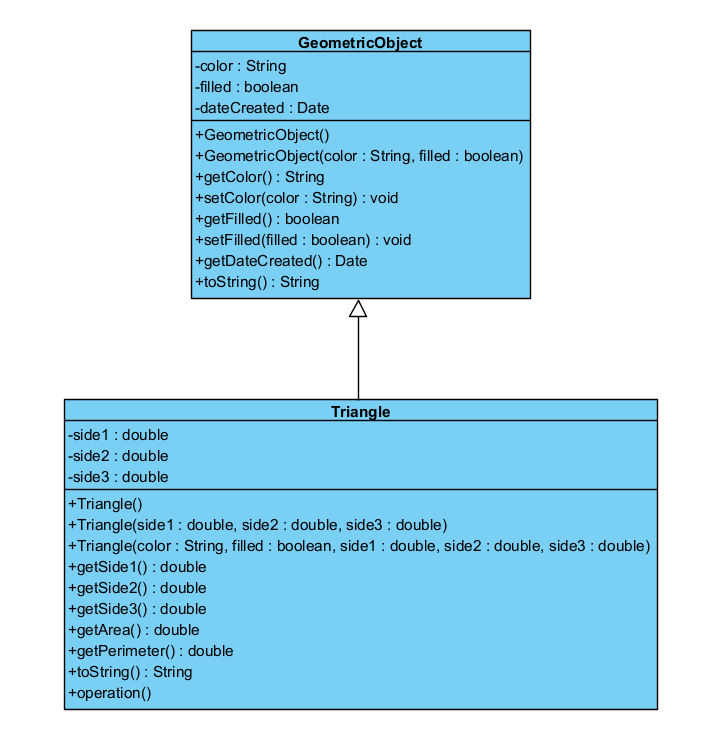 GeometricObject
-color : String
-filled : boolean
-dateCreated : Date
+GeometricObject()
+GeometricObject(color : String, filled : boolean)
+getColor() : String
+setColor(color : String) : void
+getFilled() : boolean
+setFilled(filled : boolean) : void
+getDateCreated() : Date
+toString() : String
Triangle
-side1 : double
-side2 : double
-side3 : double
+Triangle()
+Triangle(side1 : double, side2 : double, side3 : double)
+Triangle(color : String, filled : boolean, side1 : double, side2 : double, side3 : double)
+getSide1() : double
+getSide2() : double
+getSide3() : double
+getArea() : double
+getPerimeter() : double
+toString() : String
+operation()